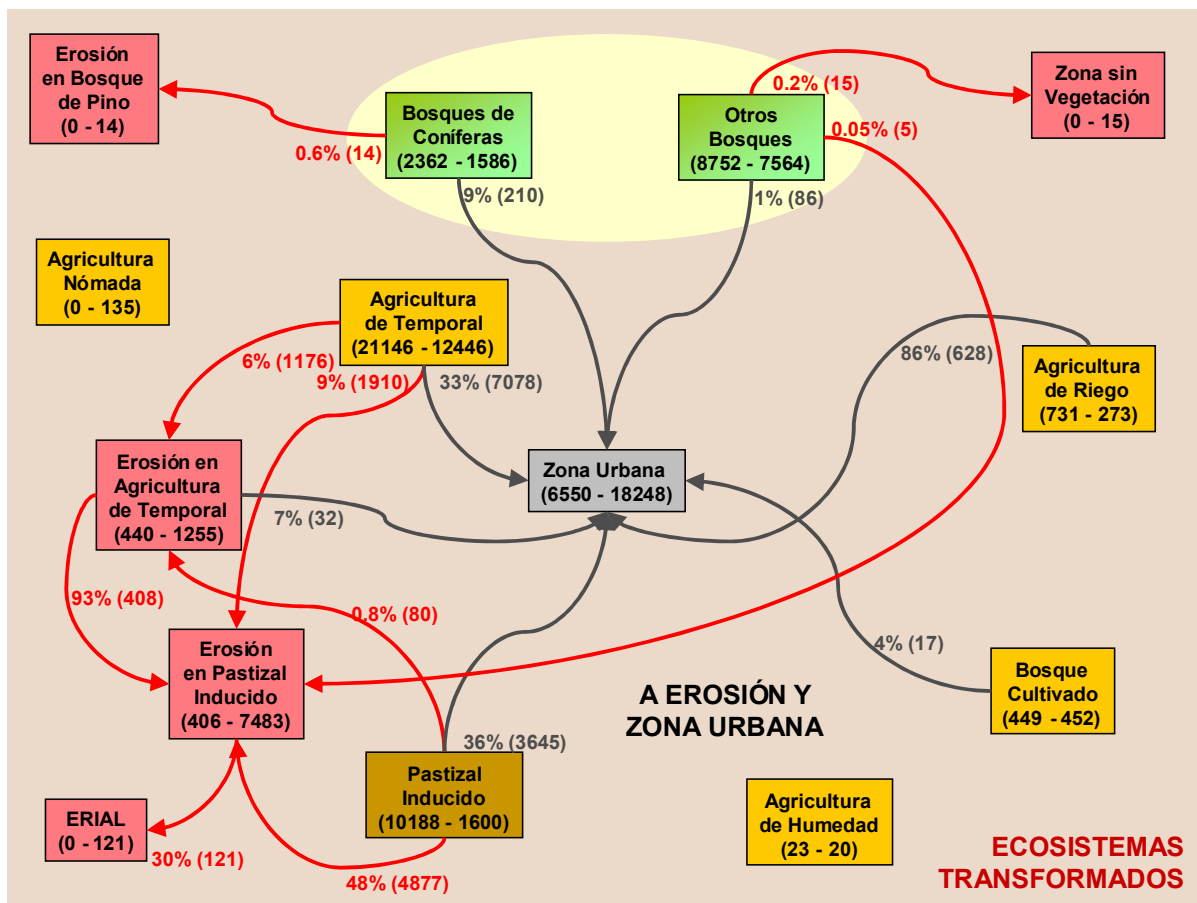 Erosión
en Bosque
de Pino
(0 - 14)
0.6% (14)
Bosques de
Coníferas
(2362 - 1586)
9% (210)
Otros
Bosques
(8752 - 7564)
1% (86)
0.2% (15)
0.05% (5)
Zona sin
Vegetación
(0 - 15)
Agricultura
Nómada
(0 - 135)
Agricultura
de Temporal
(21146 - 12446)
6% (1176)
9% (1910)
33% (7078)
86% (628)
Agricultura
de Riego
(731 - 273)
Erosión en
Agricultura
de Temporal
(440 - 1255)
7% (32)
Zona Urbana
(6550 - 18248)
93% (408)
0.8% (80)
4% (17)
Erosión
en Pastizal
Inducido
(406 - 7483)
A EROSIÓN Y
ZONA URBANA
Bosque
Cultivado
(449 - 452)
36% (3645)
Pastizal
Inducido
(10188 - 1600)
ERIAL
(0 - 121)
30% (121)
48% (4877)
Agricultura
de Humedad
(23 - 20)
ECOSISTEMAS
TRANSFORMADOS